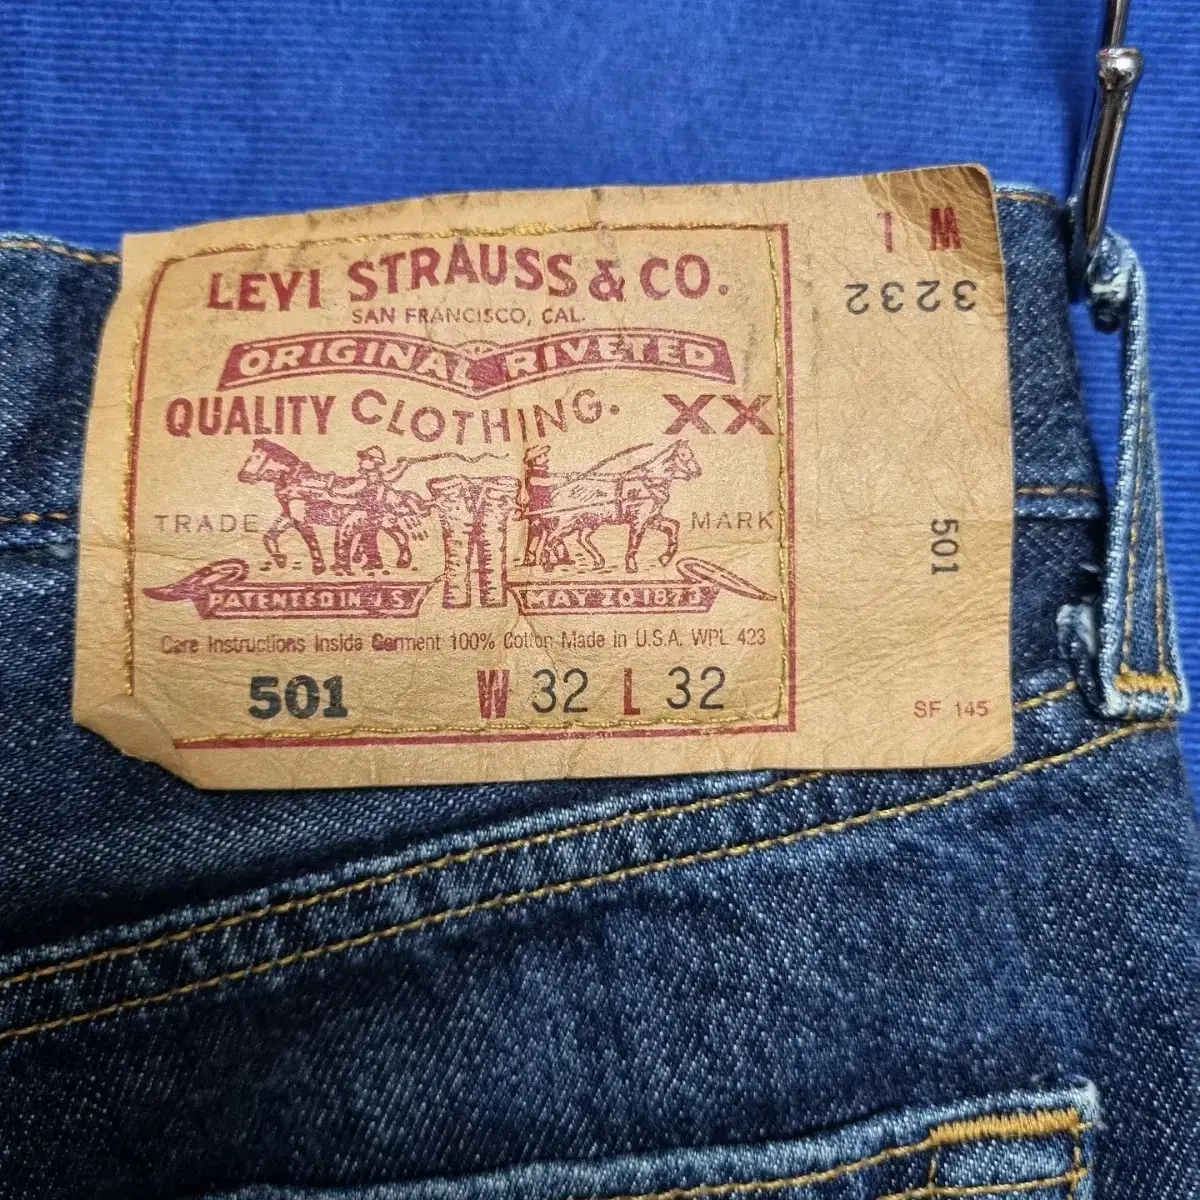 LEVI STRAUSS & CO.
SAN FRANCISCO, CAL.
ORIGINAL RIVETED
QUALITY CLOTHING. XX
TRADE MARK
PATENTED IN U.S. MAY 20 1873
Care Instructions Inside Garment 100% Cotton Made in U.S.A. WPL 423
501 W 32 L 32
1 M
3232
501
SF 145